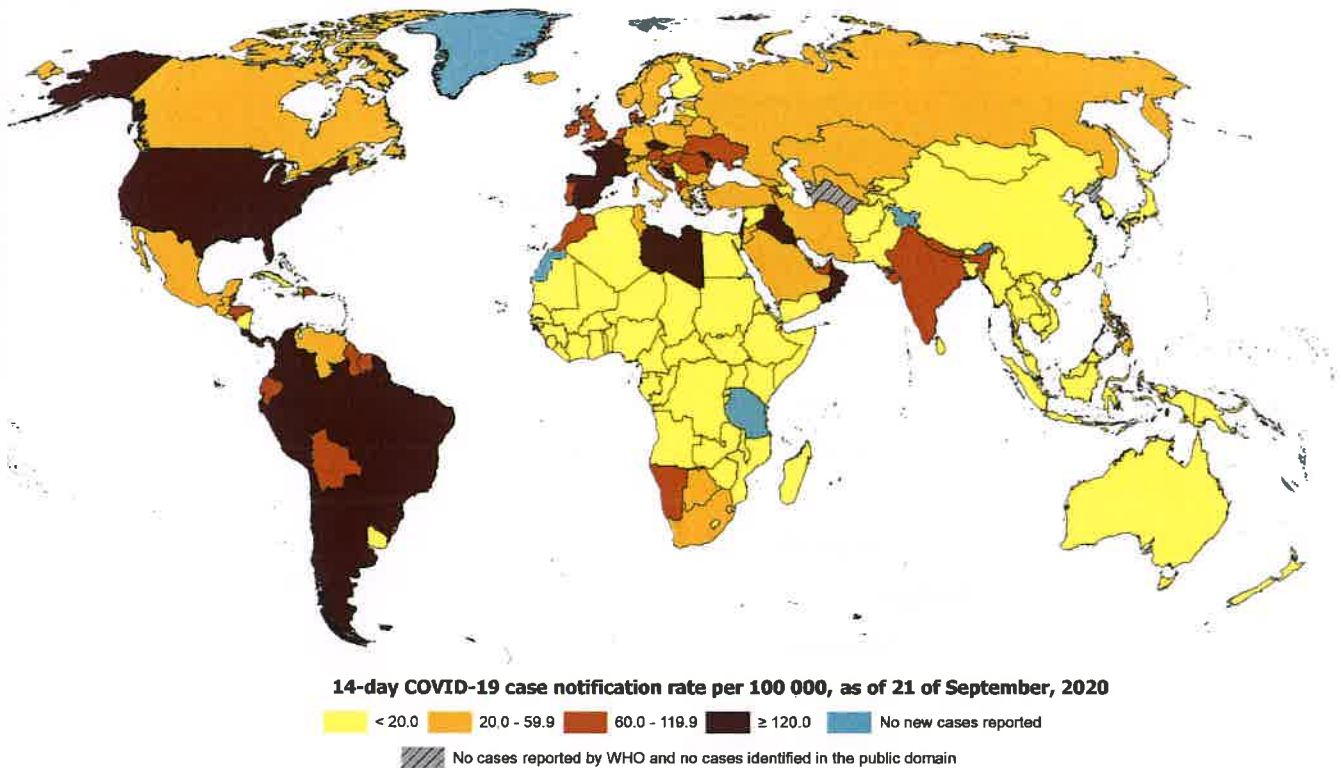 14-day COVID-19 case notification rate per 100 000, as of 21 of September, 2020
< 20.0 20.0 - 59.9 60.0 - 119.9 ≥ 120.0 No new cases reported
No cases reported by WHO and no cases identified in the public domain